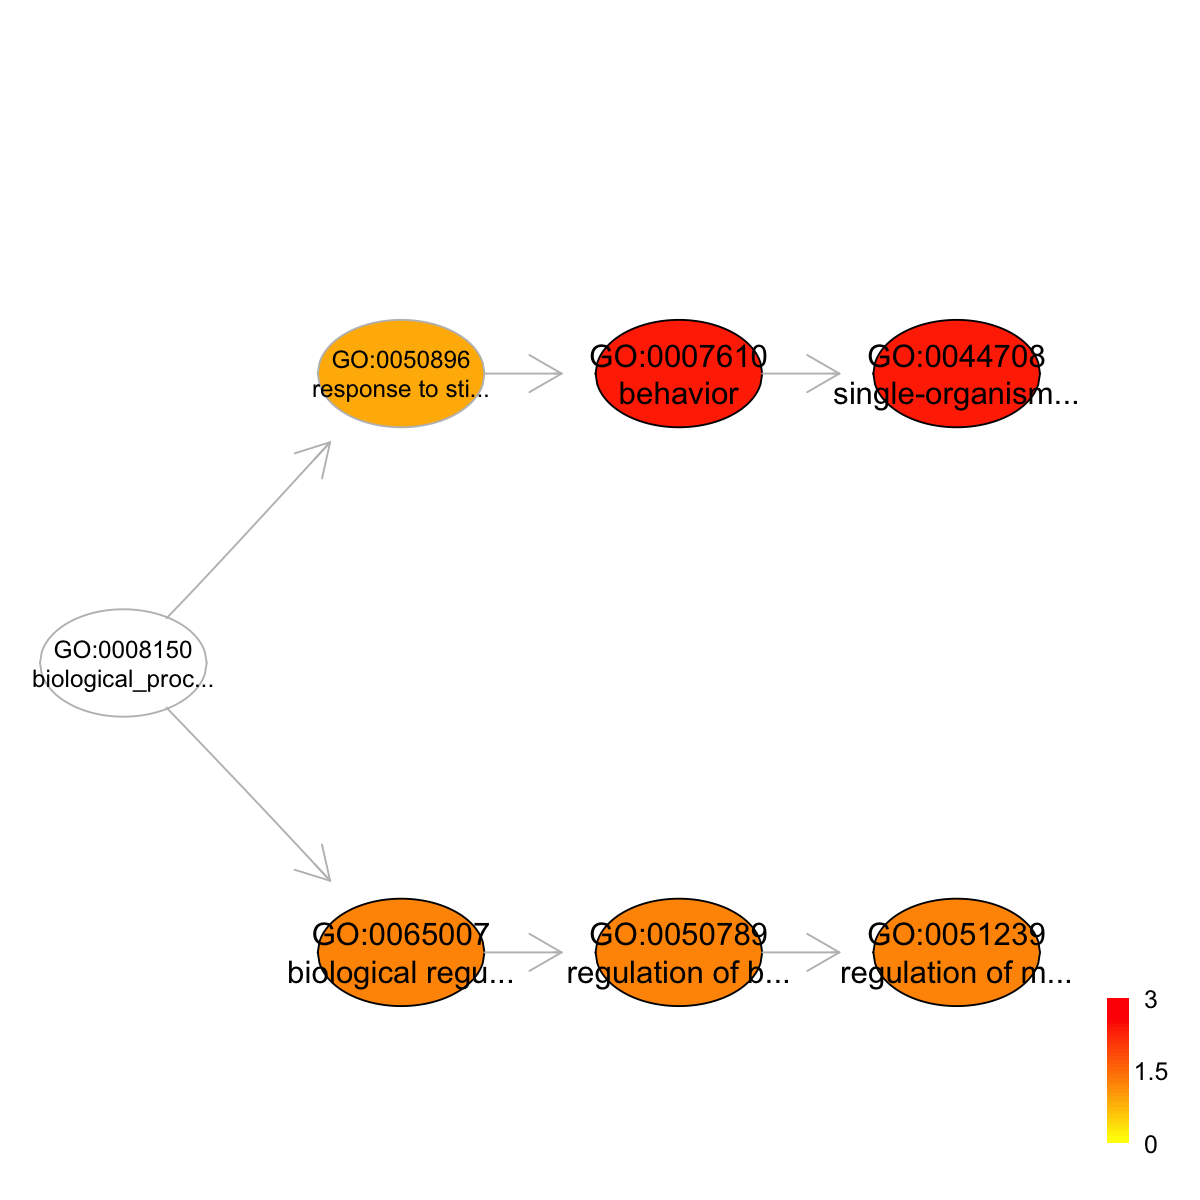 GO:0050896
response to sti...
GO:0007610
behavior
GO:0044708
single-organism...
GO:0008150
biological_proc...
GO:0065007
biological regu...
GO:0050789
regulation of b...
GO:0051239
regulation of m...
3
1.5
0